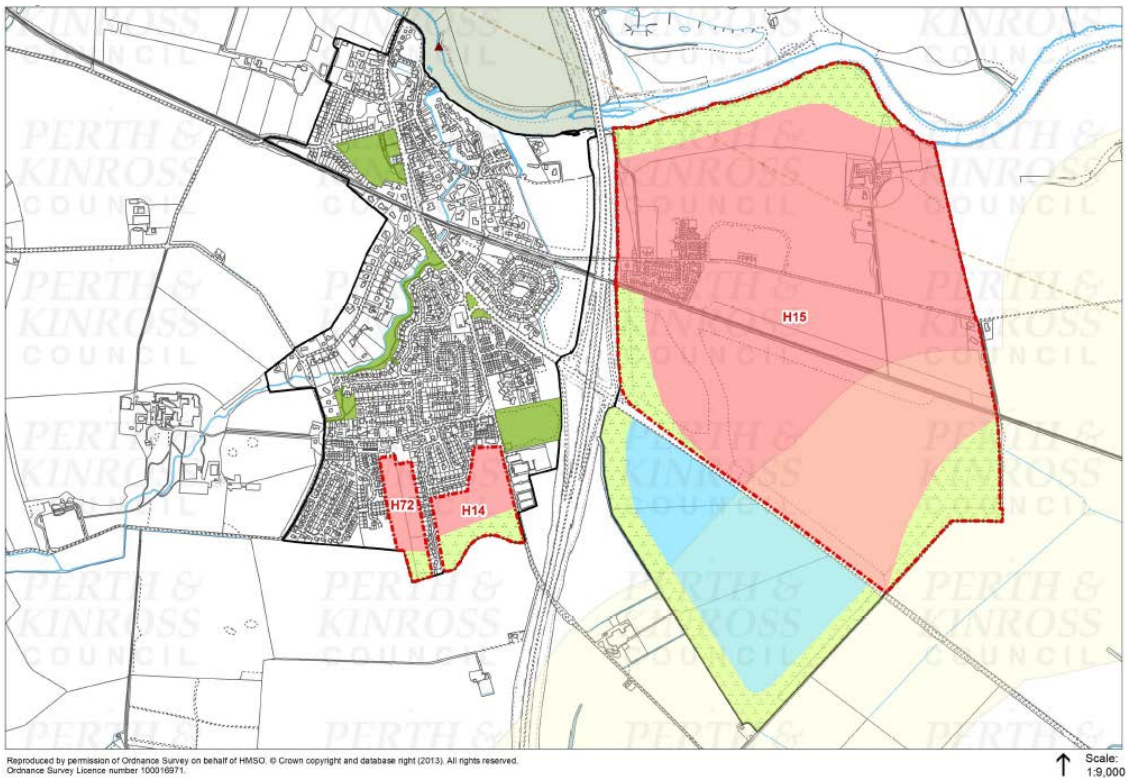 PERTH &
KINROSS
COUNCIL
H15
H72
H14
Reproduced by permission of Ordnance Survey on behalf of HMSO. © Crown copyright and database right (2013). All rights reserved.
Ordnance Survey Licence number 100016971.
Scale:
1:9,000